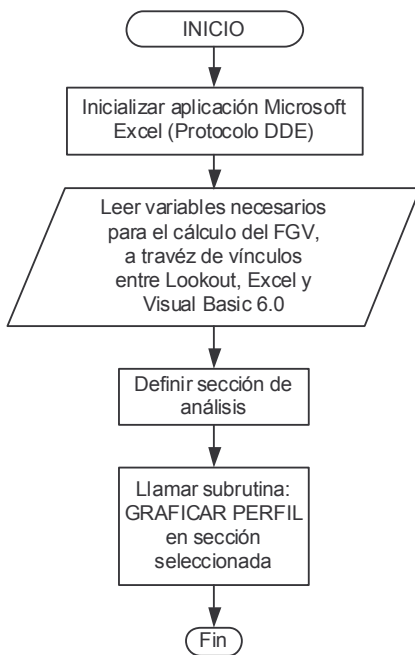 INICIO
Inicializar aplicación Microsoft
Excel (Protocolo DDE)
Leer variables necesarios
para el cálculo del FGV,
a travéz de vínculos
entre Lookout, Excel y
Visual Basic 6.0
Definir sección de
análisis
Llamar subrutina:
GRAFICAR PERFIL
en sección
seleccionada
Fin